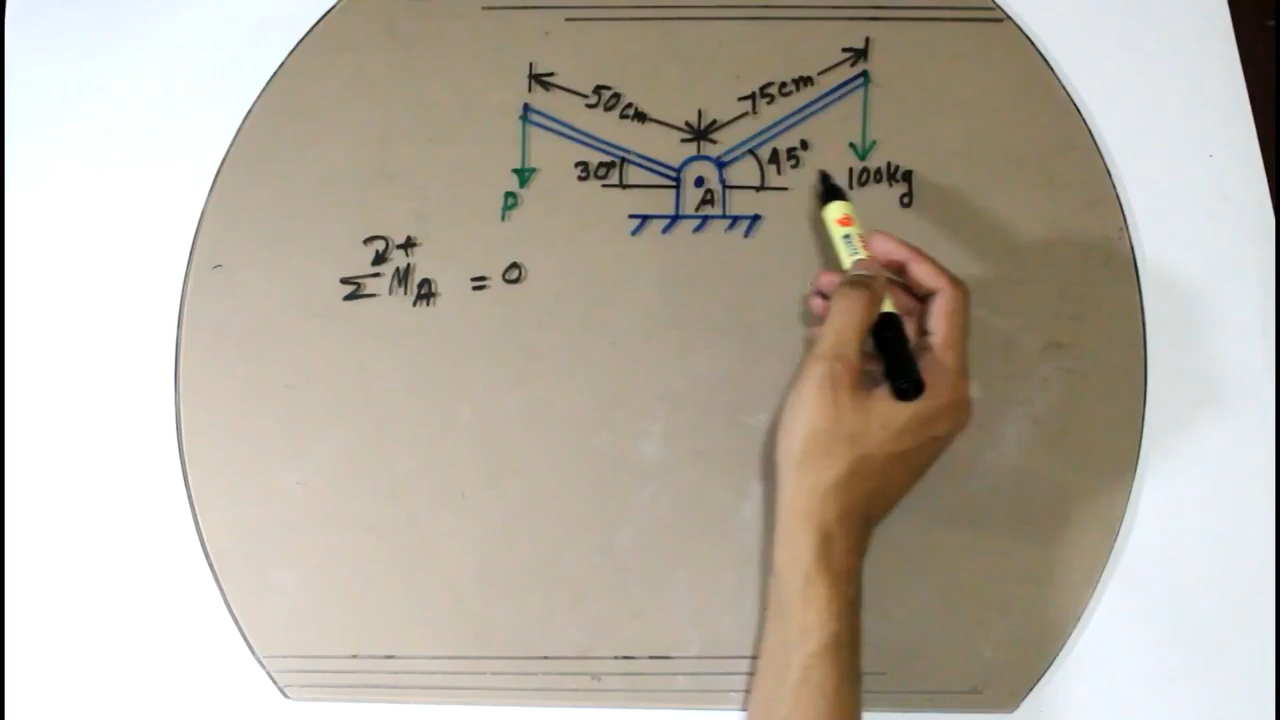 50cm
75cm
30°
45°
100kg
P
A
+
ΣM_A = 0